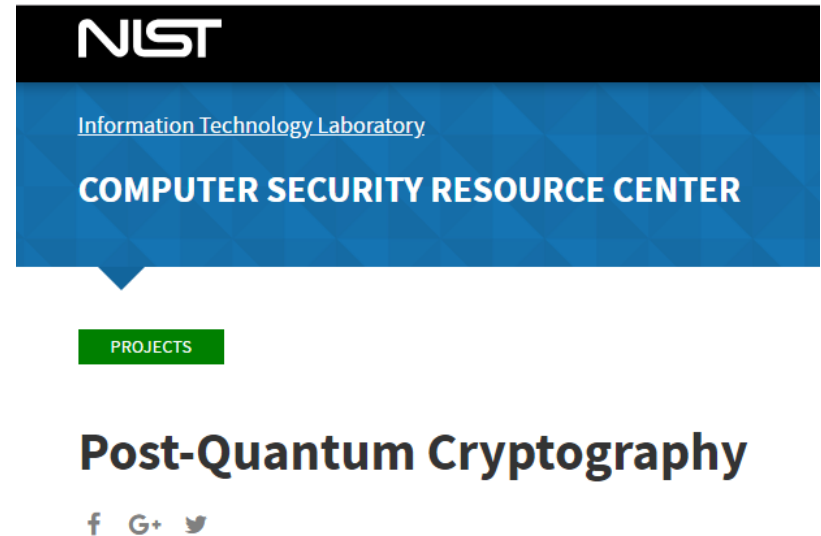 NIST
Information Technology Laboratory
COMPUTER SECURITY RESOURCE CENTER
PROJECTS
Post-Quantum Cryptography
f G+